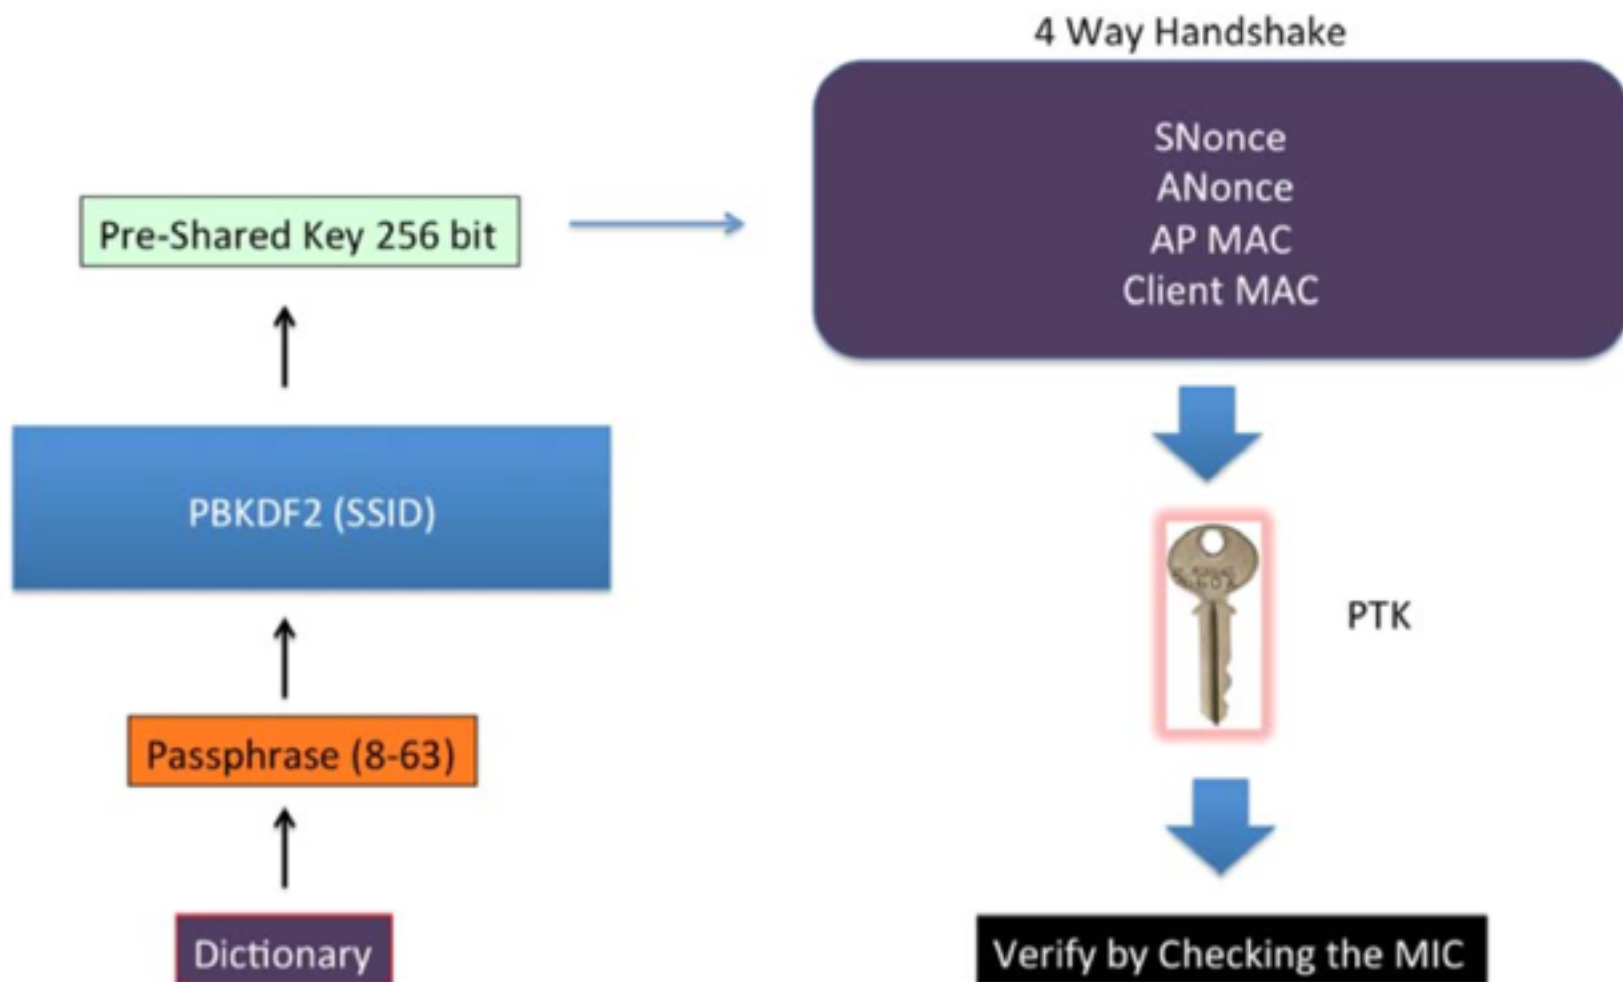 4 Way Handshake
SNonce
ANonce
AP MAC
Client MAC
Pre-Shared Key 256 bit
PBKDF2 (SSID)
PTK
Passphrase (8-63)
Dictionary
Verify by Checking the MIC